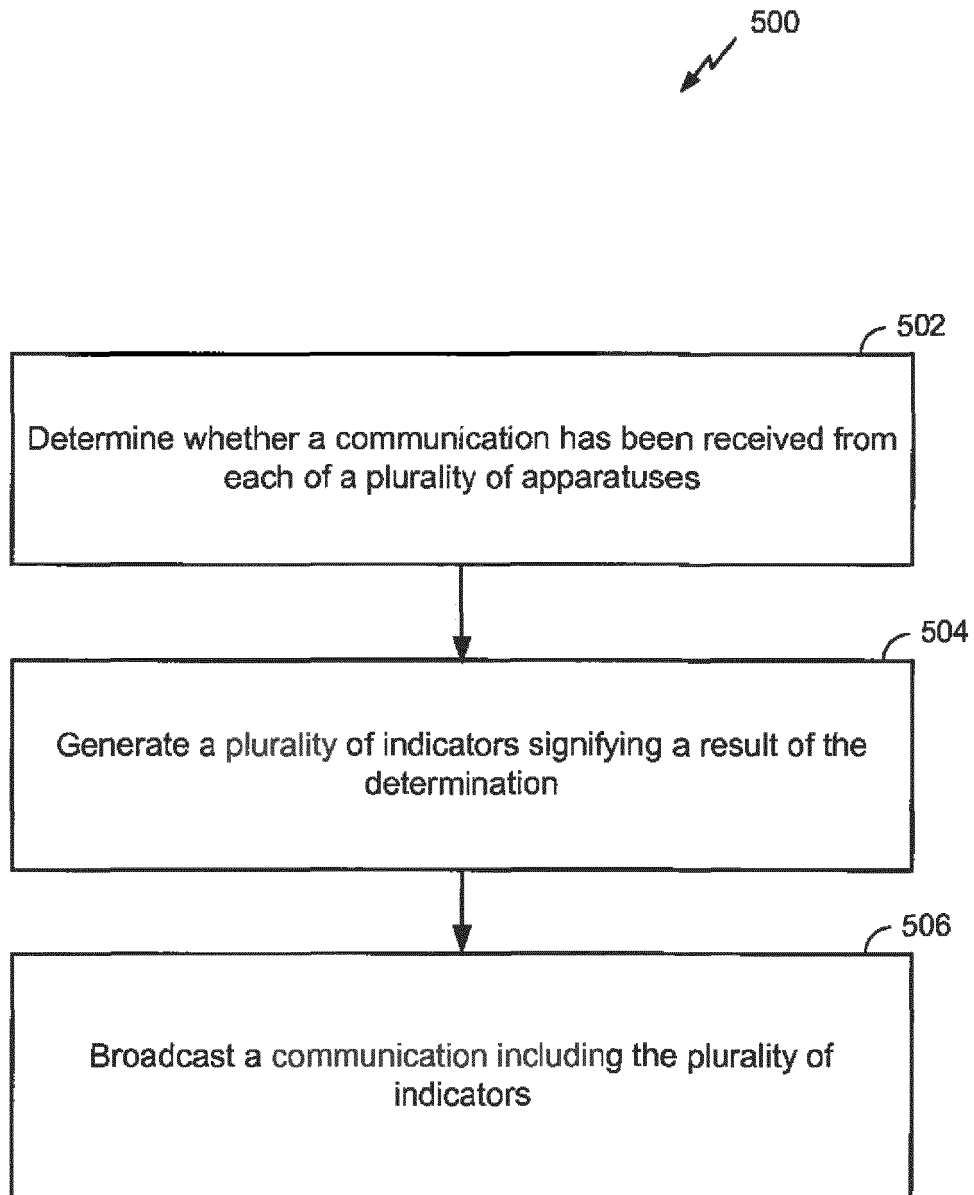 500
502
Determine whether a communication has been received from
each of a plurality of apparatuses
504
Generate a plurality of indicators signifying a result of the
determination
506
Broadcast a communication including the plurality of
indicators